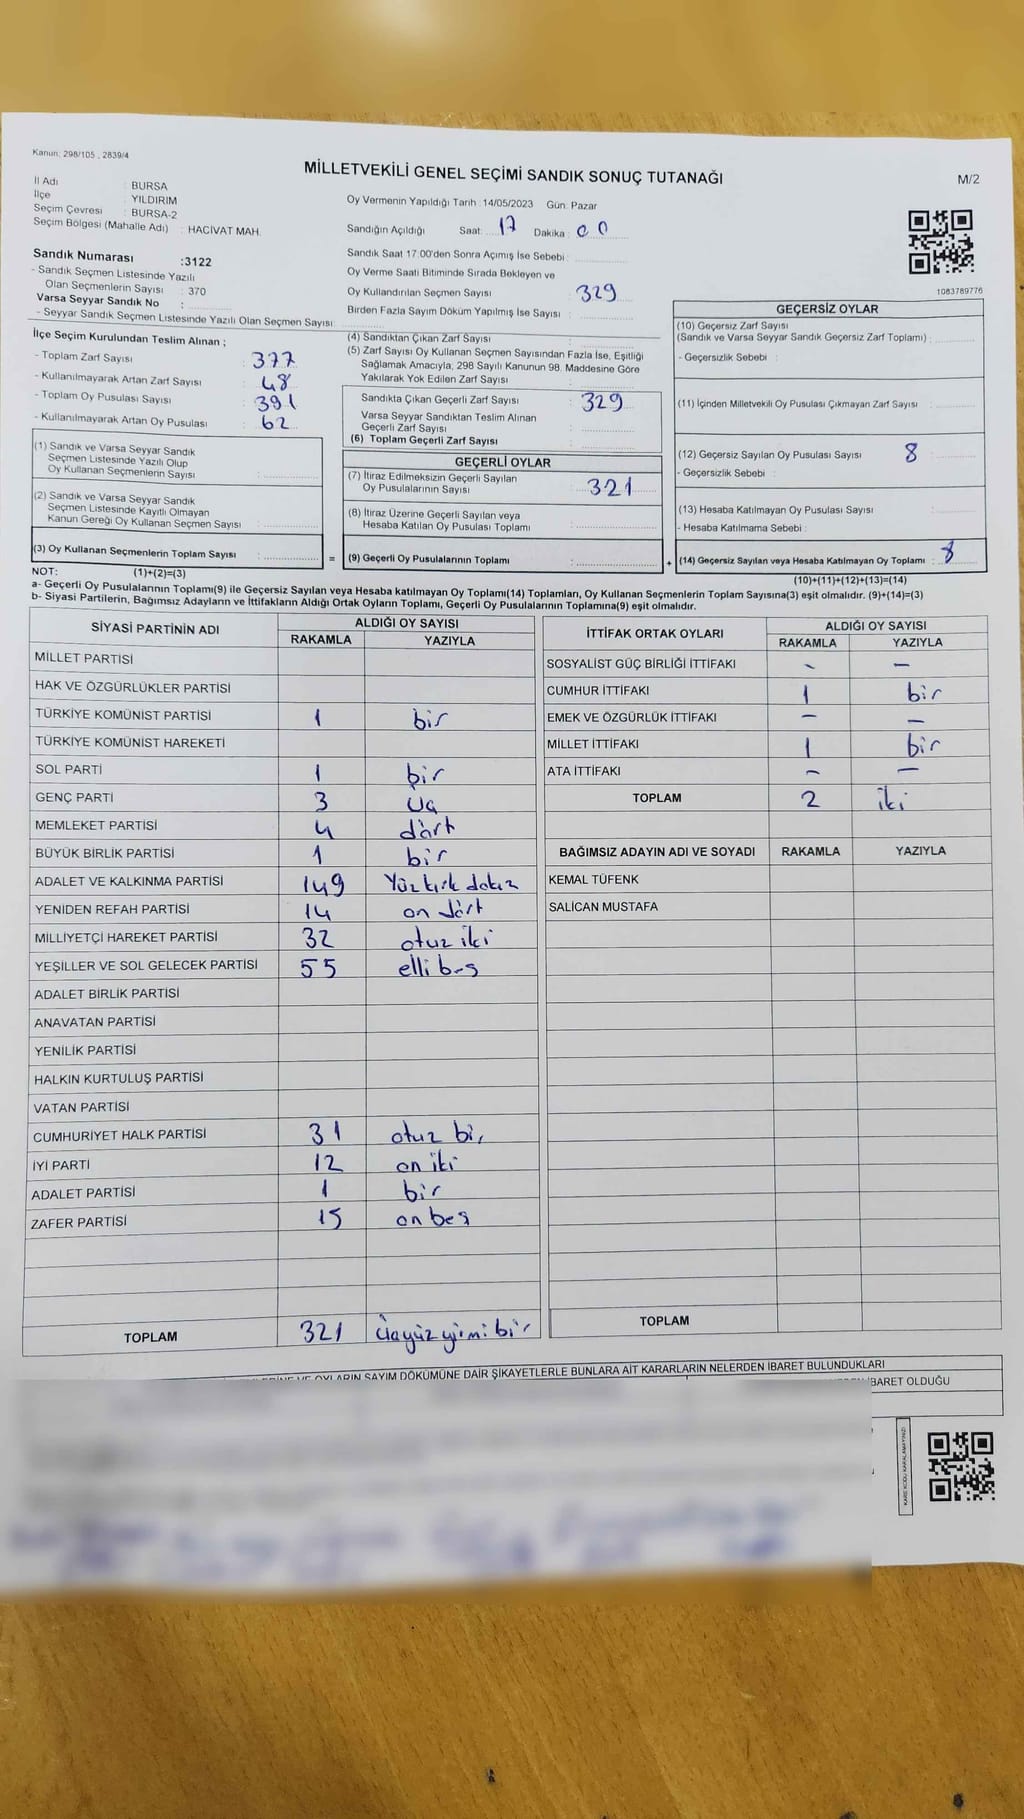 Kanun: 298/105 , 2839/4
MİLLETVEKİLİ GENEL SEÇİMİ SANDIK SONUÇ TUTANAĞI
M/2
İl Adı : BURSA
İlçe : YILDIRIM
Seçim Çevresi : BURSA-2
Seçim Bölgesi (Mahalle Adı) : HACİVAT MAH.
Sandık Numarası :3122
- Sandık Seçmen Listesinde Yazılı
Olan Seçmenlerin Sayısı : 370
Varsa Seyyar Sandık No :
- Seyyar Sandık Seçmen Listesinde Yazılı Olan Seçmen Sayısı :
Oy Vermenin Yapıldığı Tarih :14/05/2023 Gün: Pazar
Sandığın Açıldığı Saat: 17 Dakika : 00
Sandık Saat 17:00'den Sonra Açımış İse Sebebi :
Oy Verme Saati Bitiminde Sırada Bekleyen ve
Oy Kullandırılan Seçmen Sayısı : 329
Birden Fazla Sayım Döküm Yapılmış İse Sayısı :
1083789776
İlçe Seçim Kurulundan Teslim Alınan ;
- Toplam Zarf Sayısı : 377
- Kullanılmayarak Artan Zarf Sayısı : 48
- Toplam Oy Pusulası Sayısı : 391
- Kullanılmayarak Artan Oy Pusulası : 62
(1) Sandık ve Varsa Seyyar Sandık
Seçmen Listesinde Yazılı Olup
Oy Kullanan Seçmenlerin Sayısı :
(2) Sandık ve Varsa Seyyar Sandık
Seçmen Listesinde Kayıtlı Olmayan
Kanun Gereği Oy Kullanan Seçmen Sayısı :
(3) Oy Kullanan Seçmenlerin Toplam Sayısı :
(4) Sandıktan Çıkan Zarf Sayısı :
(5) Zarf Sayısı Oy Kullanan Seçmen Sayısından Fazla İse, Eşitliği
Sağlamak Amacıyla, 298 Sayılı Kanunun 98. Maddesine Göre
Yakılarak Yok Edilen Zarf Sayısı :
Sandıkta Çıkan Geçerli Zarf Sayısı : 329
Varsa Seyyar Sandıktan Teslim Alınan
Geçerli Zarf Sayısı :
(6) Toplam Geçerli Zarf Sayısı :
GEÇERLİ OYLAR
(7) İtiraz Edilmeksizin Geçerli Sayılan
Oy Pusulalarının Sayısı : 321
(8) İtiraz Üzerine Geçerli Sayılan veya
Hesaba Katılan Oy Pusulası Toplamı :
= (9) Geçerli Oy Pusulalarının Toplamı :
GEÇERSİZ OYLAR
(10) Geçersiz Zarf Sayısı
(Sandık ve Varsa Seyyar Sandık Geçersiz Zarf Toplamı) :
- Geçersizlik Sebebi :
(11) İçinden Milletvekili Oy Pusulası Çıkmayan Zarf Sayısı :
(12) Geçersiz Sayılan Oy Pusulası Sayısı : 8
- Geçersizlik Sebebi :
(13) Hesaba Katılmayan Oy Pusulası Sayısı :
- Hesaba Katılmama Sebebi :
+ (14) Geçersiz Sayılan veya Hesaba Katılmayan Oy Toplamı : 8
NOT: (1)+(2)=(3)
(10)+(11)+(12)+(13)=(14)
a- Geçerli Oy Pusulalarının Toplamı(9) ile Geçersiz Sayılan veya Hesaba katılmayan Oy Toplamı(14) Toplamları, Oy Kullanan Seçmenlerin Toplam Sayısına(3) eşit olmalıdır. (9)+(14)=(3)
b- Siyasi Partilerin, Bağımsız Adayların ve İttifakların Aldığı Ortak Oyların Toplamı, Geçerli Oy Pusulalarının Toplamına(9) eşit olmalıdır.
SİYASİ PARTİNİN ADI ALDIĞI OY SAYISI
RAKAMLA YAZIYLA
MİLLET PARTİSİ
HAK VE ÖZGÜRLÜKLER PARTİSİ
TÜRKİYE KOMÜNİST PARTİSİ 1 bir
TÜRKİYE KOMÜNİST HAREKETİ
SOL PARTİ 1 bir
GENÇ PARTİ 3 üç
MEMLEKET PARTİSİ 4 dört
BÜYÜK BİRLİK PARTİSİ 1 bir
ADALET VE KALKINMA PARTİSİ 149 Yüz kırk dokuz
YENİDEN REFAH PARTİSİ 14 on dört
MİLLİYETÇİ HAREKET PARTİSİ 32 otuz iki
YEŞİLLER VE SOL GELECEK PARTİSİ 55 elli beş
ADALET BİRLİK PARTİSİ
ANAVATAN PARTİSİ
YENİLİK PARTİSİ
HALKIN KURTULUŞ PARTİSİ
VATAN PARTİSİ
CUMHURİYET HALK PARTİSİ 31 otuz bir
İYİ PARTİ 12 on iki
ADALET PARTİSİ 1 bir
ZAFER PARTİSİ 15 on beş
TOPLAM 321 üçyüz yirmi bir
İTTİFAK ORTAK OYLARI ALDIĞI OY SAYISI
RAKAMLA YAZIYLA
SOSYALİST GÜÇ BİRLİĞİ İTTİFAKI - -
CUMHUR İTTİFAKI 1 bir
EMEK VE ÖZGÜRLÜK İTTİFAKI - -
MİLLET İTTİFAKI 1 bir
ATA İTTİFAKI - -
TOPLAM 2 iki
BAĞIMSIZ ADAYIN ADI VE SOYADI RAKAMLA YAZIYLA
KEMAL TÜFENK
SALİCAN MUSTAFA
TOPLAM
OYLARIN SAYIM DÖKÜMÜNE DAİR ŞİKAYETLERLE BUNLARA AİT KARARLARIN NELERDEN İBARET BULUNDUKLARI
İBARET OLDUĞU
KARE KODU KARALAMAYINIZ!